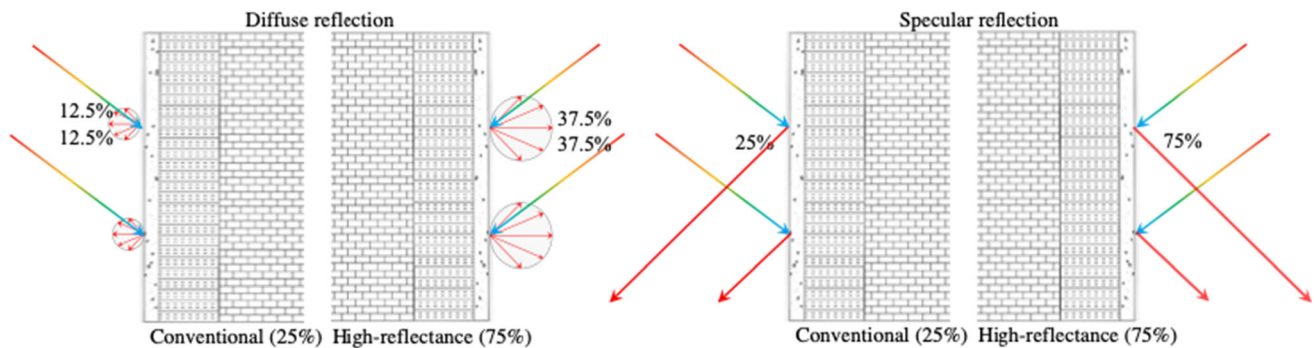 Diffuse reflection
Specular reflection
12.5%
12.5%
37.5%
37.5%
25%
75%
Conventional (25%)
High-reflectance (75%)
Conventional (25%)
High-reflectance (75%)